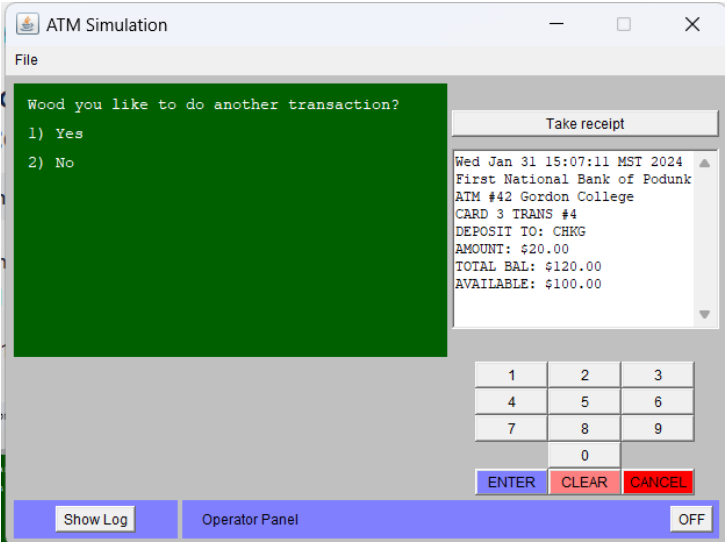 ATM Simulation
File
Wood you like to do another transaction?
1) Yes
2) No
Take receipt
Wed Jan 31 15:07:11 MST 2024
First National Bank of Podunk
ATM #42 Gordon College
CARD 3 TRANS #4
DEPOSIT TO: CHKG
AMOUNT: $20.00
TOTAL BAL: $120.00
AVAILABLE: $100.00
1 2 3
4 5 6
7 8 9
0
ENTER CLEAR CANCEL
Show Log Operator Panel OFF